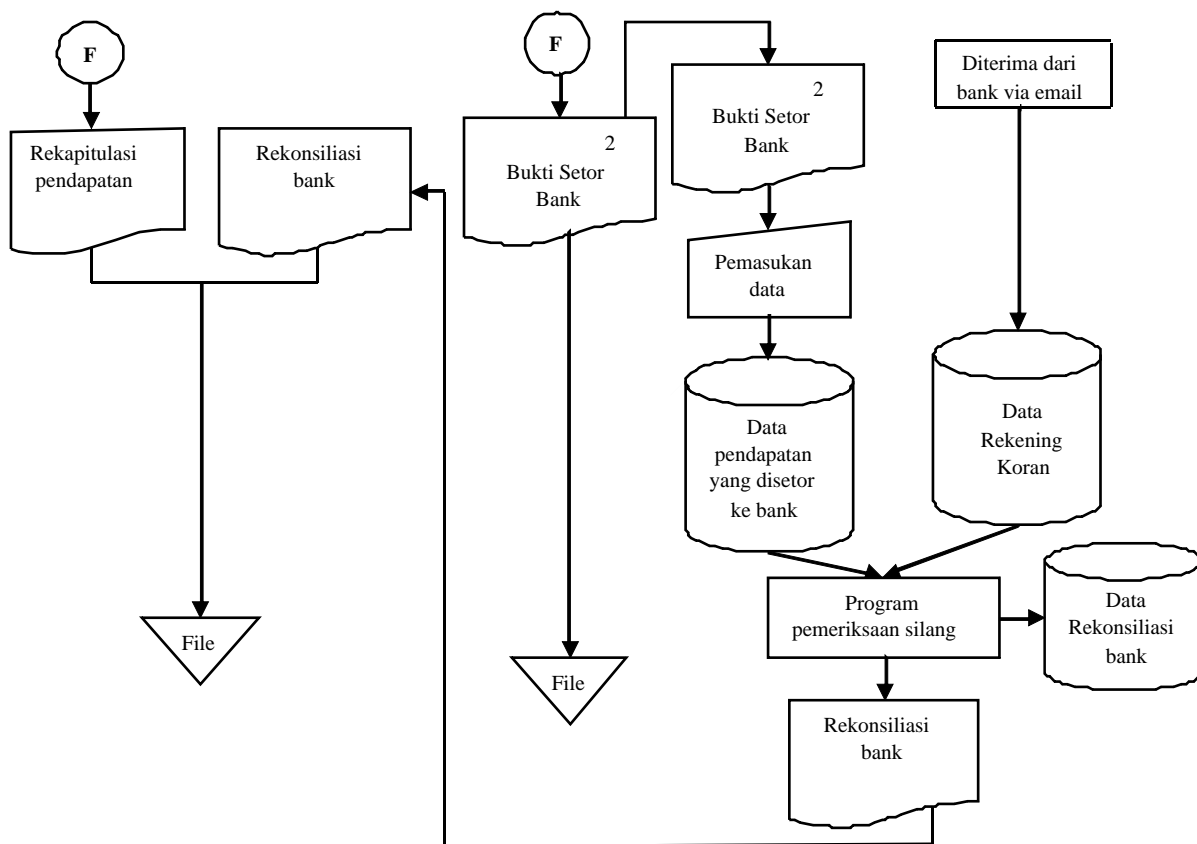 F
Rekapitulasi
pendapatan
Rekonsiliasi
bank
File
F
2
Bukti Setor
Bank
File
2
Bukti Setor
Bank
Pemasukan
data
Data
pendapatan
yang disetor
ke bank
Diterima dari
bank via email
Data
Rekening
Koran
Program
pemeriksaan silang
Data
Rekonsiliasi
bank
Rekonsiliasi
bank